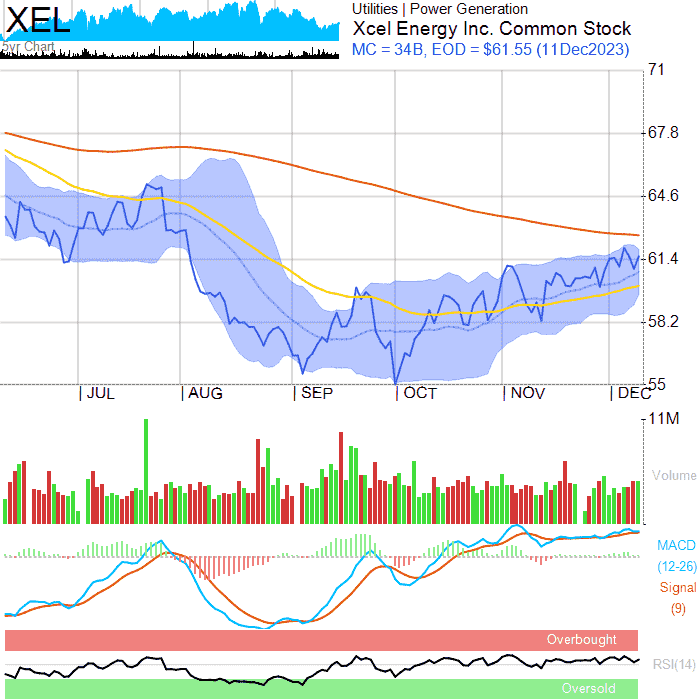 XEL
5yr Chart
Utilities | Power Generation
Xcel Energy Inc. Common Stock
MC = 34B, EOD = $61.55 (11Dec2023)
71
67.8
64.6
61.4
58.2
55
JUL
AUG
SEP
OCT
NOV
DEC
11M
Volume
MACD
(12-26)
Signal
(9)
Overbought
RSI(14)
Oversold